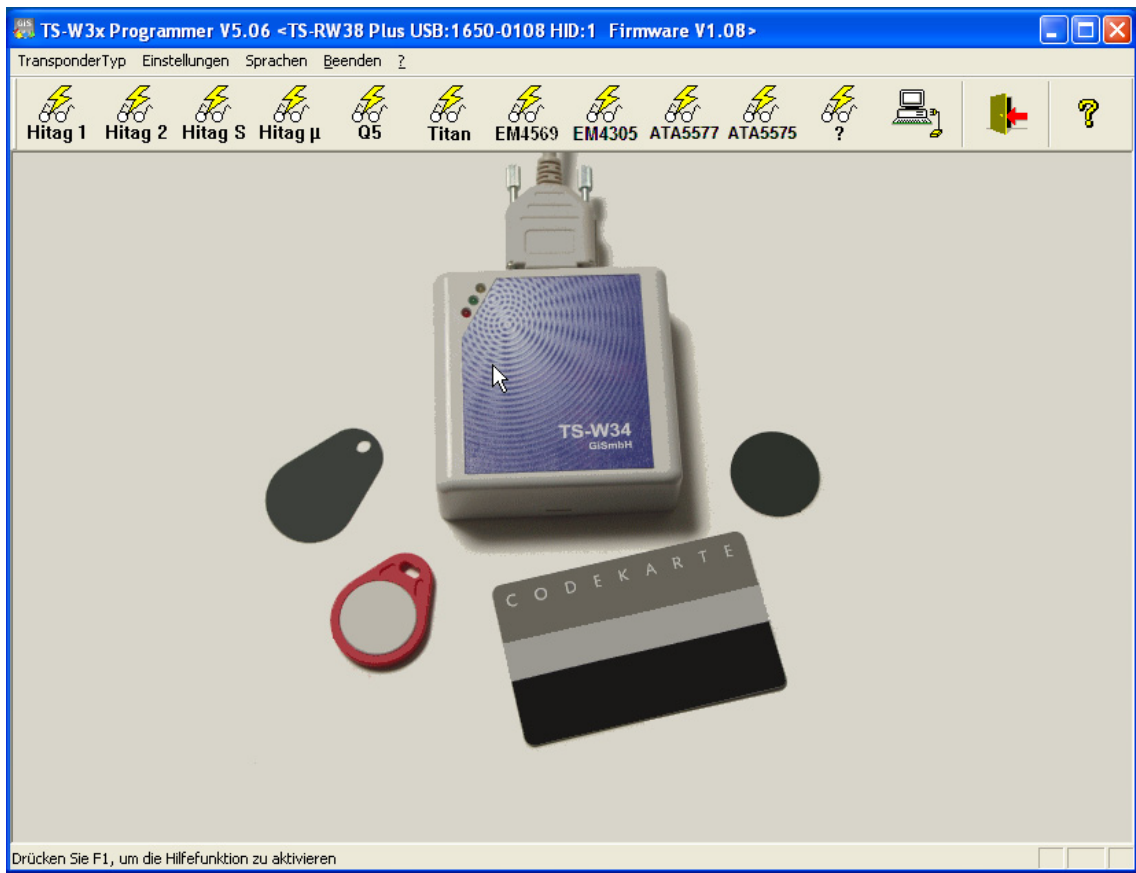 GiS TS-W3x Programmer V5.06 <TS-RW38 Plus USB:1650-0108 HID:1 Firmware V1.08>
TransponderTyp Einstellungen Sprachen Beenden ?
Hitag 1 Hitag 2 Hitag S Hitag µ Q5 Titan EM4569 EM4305 ATA5577 ATA5575 ?
TS-W34
GiSmbH
CODEKARTE
Drücken Sie F1, um die Hilfefunktion zu aktivieren